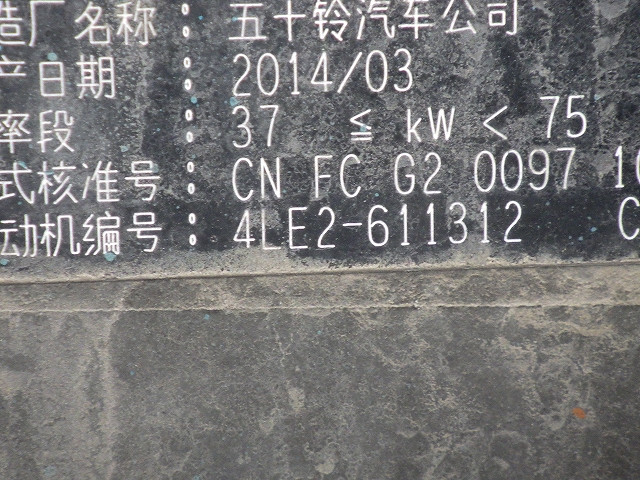 造厂名称：五十铃汽车公司
产日期：2014/03
率段：37 ≦ kW < 75
式核准号：CN FC G2 0097 10
动机编号：4LE2-611312 C